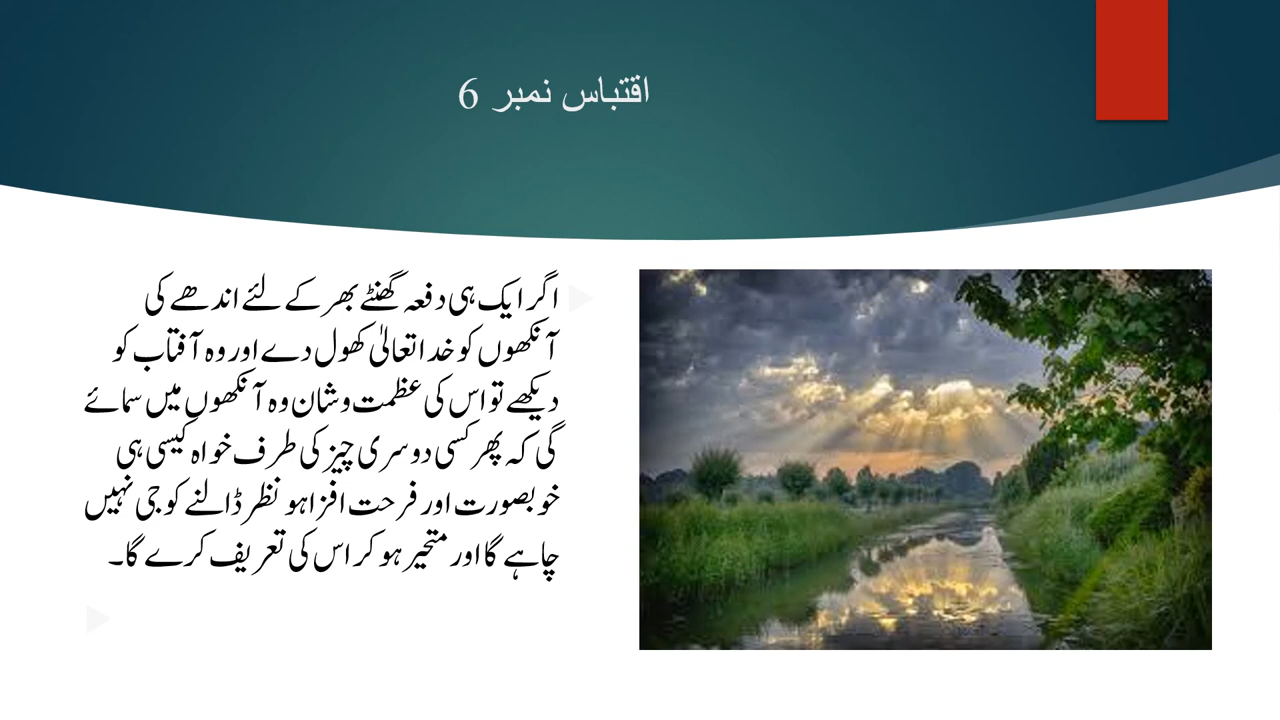 اقتباس نمبر 6
اگر ایک ہی دفعہ گھنٹے بھر کے لئے اندھے کی
آنکھوں کو خدا تعالیٰ کھول دے اور وہ آفتاب کو
دیکھے تو اس کی عظمت و شان وہ آنکھوں میں سمائے
گی کہ پھر کسی دوسری چیز کی طرف خواہ کیسی ہی
خوبصورت اور فرحت افزا ہو نظر ڈالنے کو جی نہیں
چاہے گا اور متحیر ہو کر اس کی تعریف کرے گا۔